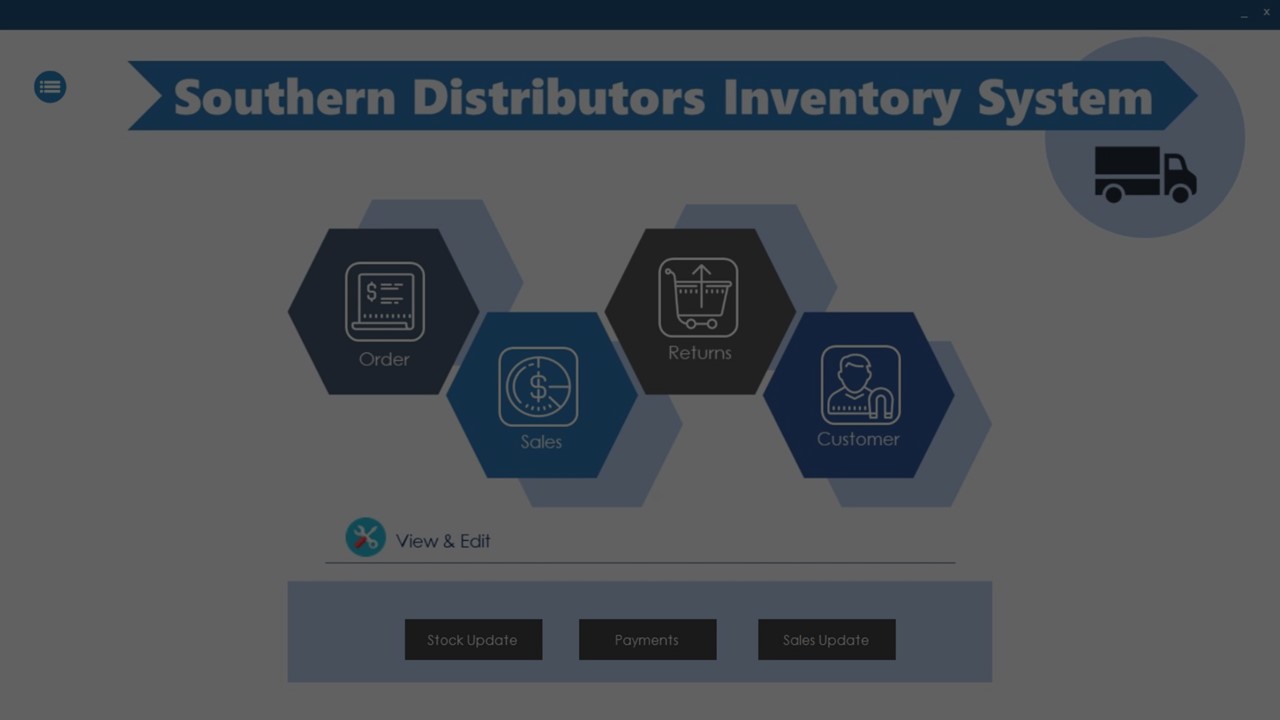 _ x
Southern Distributors Inventory System
$
Order
Returns
$
Sales
Customer
View & Edit
Stock Update
Payments
Sales Update